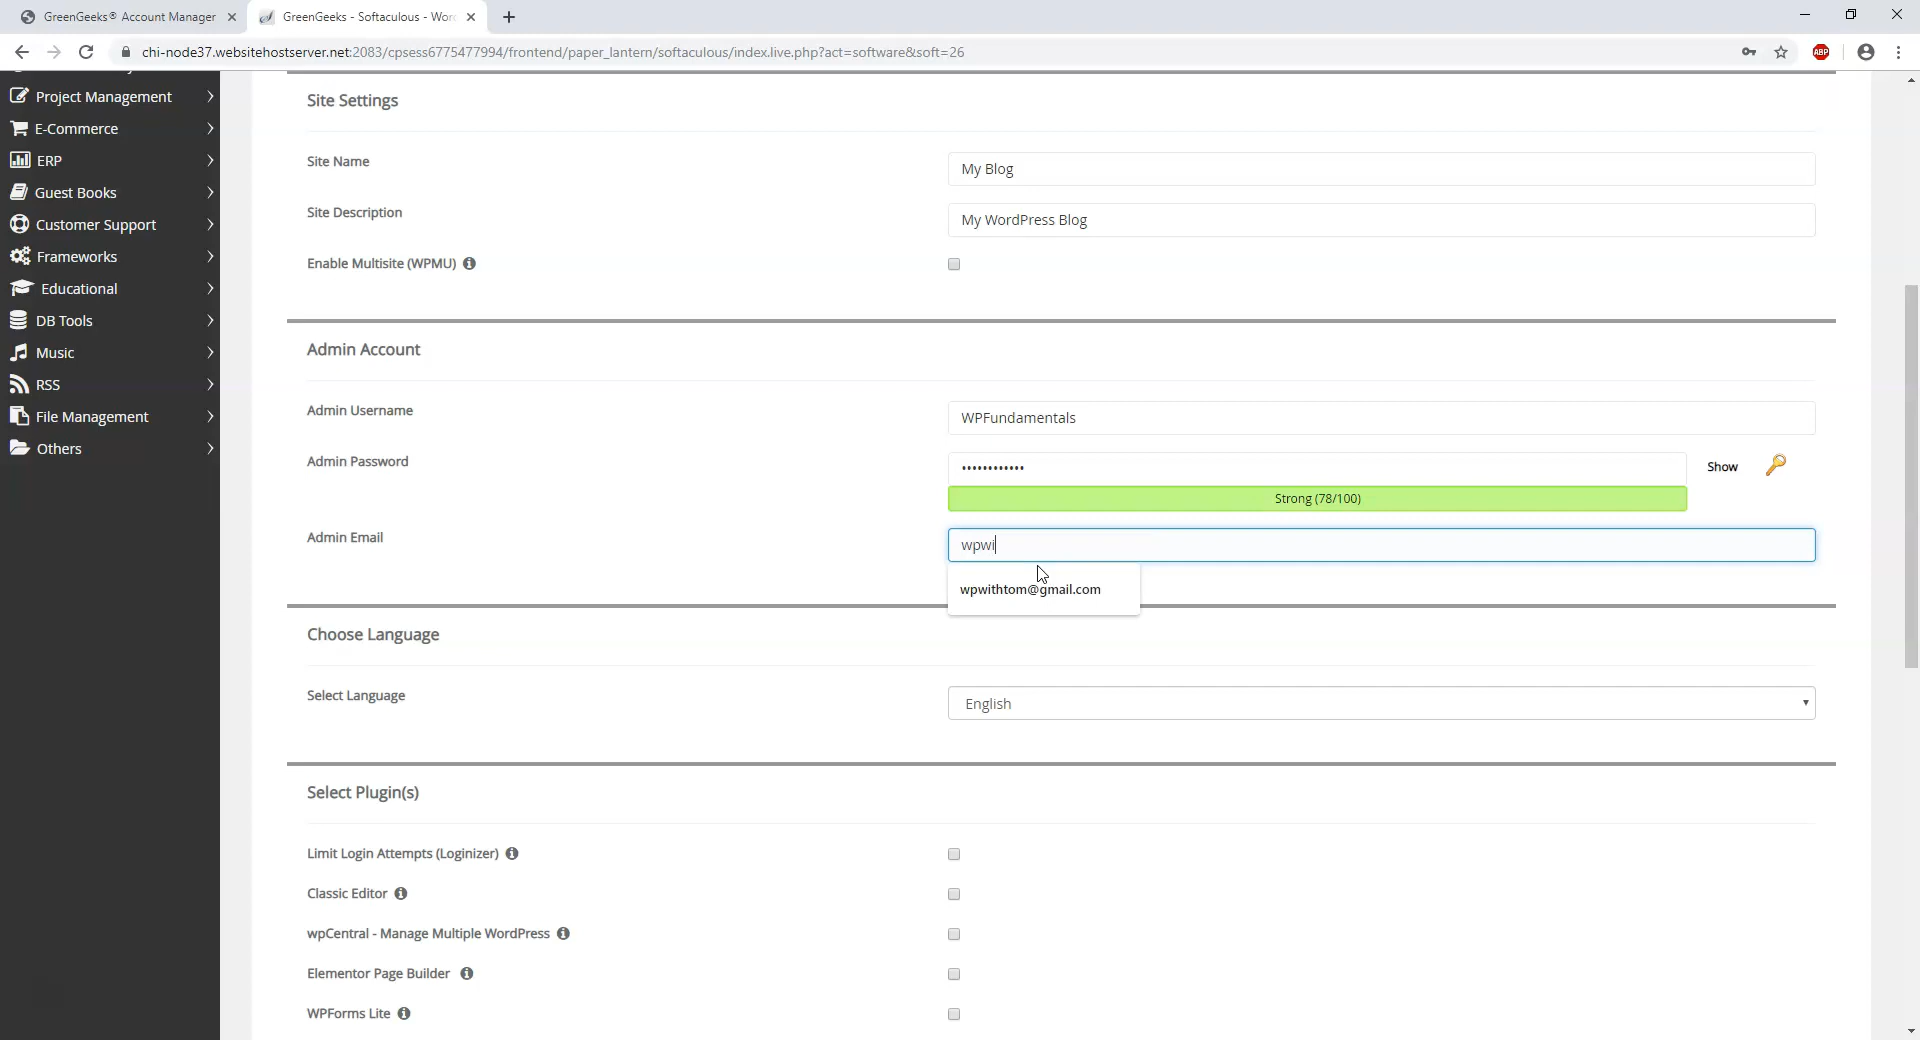 GreenGeeks® Account Manager
GreenGeeks - Softaculous - Wor
chi-node37.websitehostserver.net:2083/cpsess6775477994/frontend/paper_lantern/softaculous/index.live.php?act=software&soft=26
ABP
Project Management
E-Commerce
ERP
Guest Books
Customer Support
Frameworks
Educational
DB Tools
Music
RSS
File Management
Others
Site Settings
Site Name
My Blog
Site Description
My WordPress Blog
Enable Multisite (WPMU)
Admin Account
Admin Username
WPFundamentals
Admin Password
••••••••••••
Show
Strong (78/100)
Admin Email
wpwi
wpwithtom@gmail.com
Choose Language
Select Language
English
Select Plugin(s)
Limit Login Attempts (Loginizer)
Classic Editor
wpCentral - Manage Multiple WordPress
Elementor Page Builder
WPForms Lite